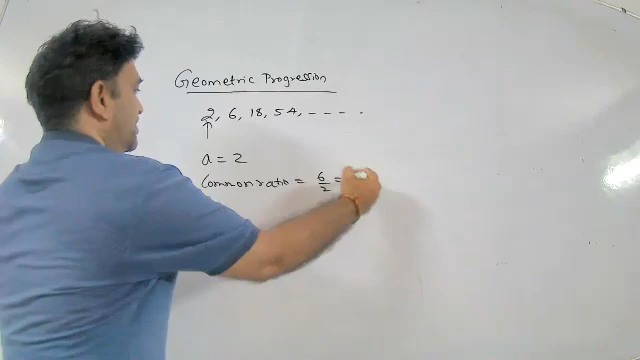 Geometric Progression
2, 6, 18, 54, - - - - .
↑
a = 2
Common ratio = 6/2 =